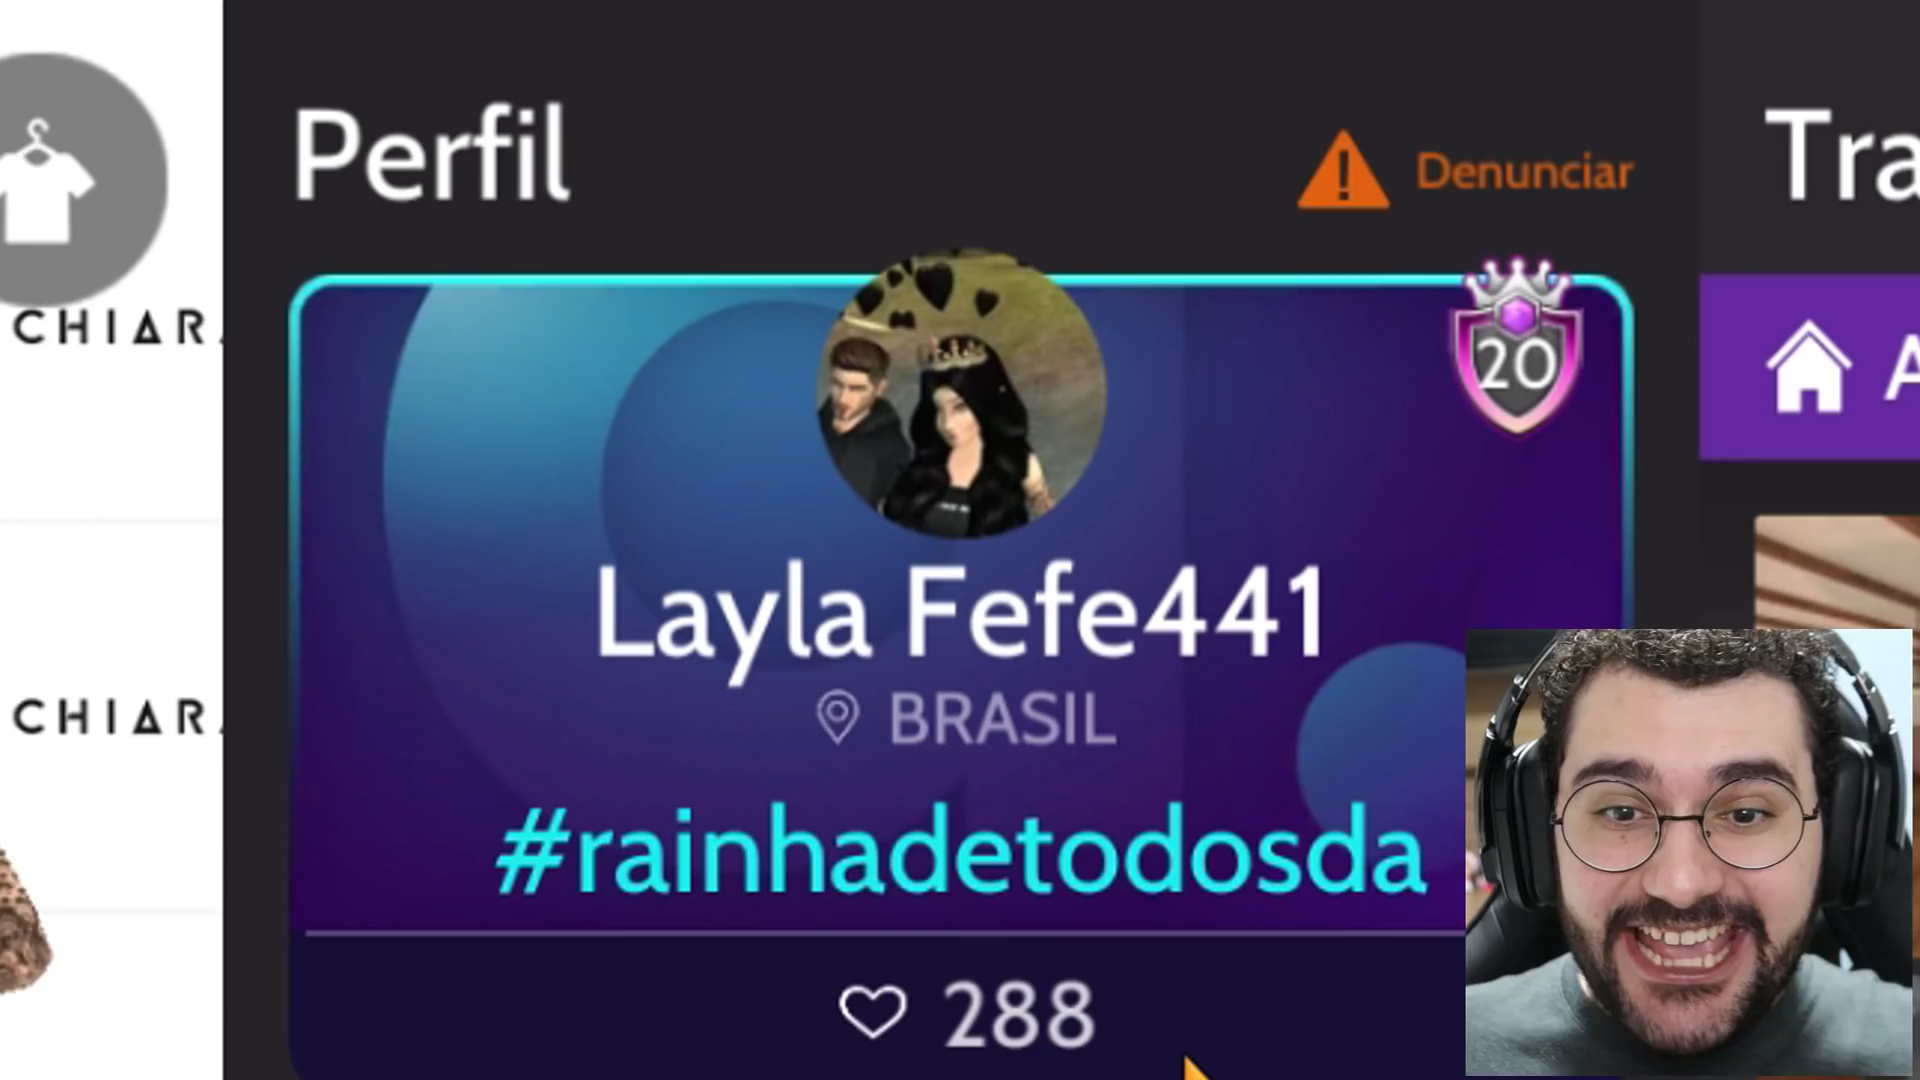 Perfil
Denunciar
Tra
CHIAR
20
A
Layla Fefe441
BRASIL
#rainhadetodosda
CHIAR
288